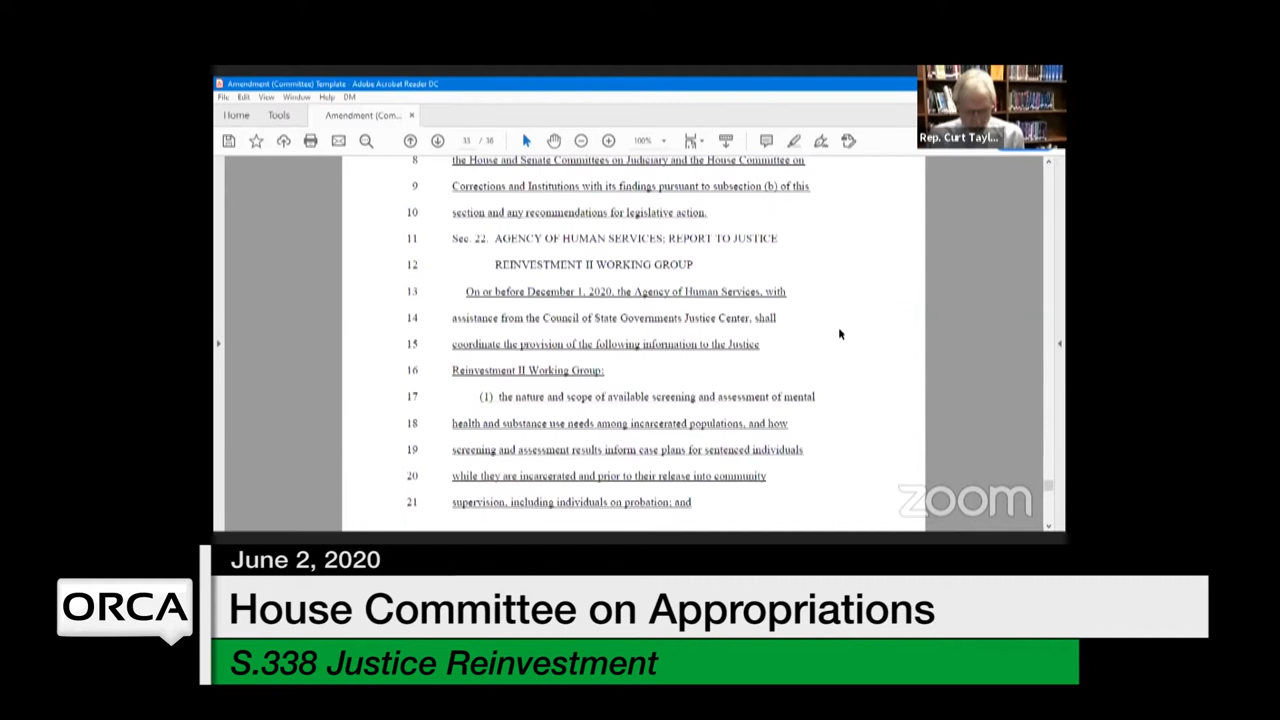 Amendment (Committee) Template - Adobe Acrobat Reader DC
File Edit View Window Help DM
Home Tools Amendment (Com... ×
33 / 36 100%
Rep. Curt Tayl...
8 the House and Senate Committees on Judiciary and the House Committee on
9 Corrections and Institutions with its findings pursuant to subsection (b) of this
10 section and any recommendations for legislative action.
11 Sec. 22. AGENCY OF HUMAN SERVICES; REPORT TO JUSTICE
12 REINVESTMENT II WORKING GROUP
13 On or before December 1, 2020, the Agency of Human Services, with
14 assistance from the Council of State Governments Justice Center, shall
15 coordinate the provision of the following information to the Justice
16 Reinvestment II Working Group:
17 (1) the nature and scope of available screening and assessment of mental
18 health and substance use needs among incarcerated populations, and how
19 screening and assessment results inform case plans for sentenced individuals
20 while they are incarcerated and prior to their release into community
21 supervision, including individuals on probation; and
zoom
June 2, 2020
ORCA
House Committee on Appropriations
S.338 Justice Reinvestment